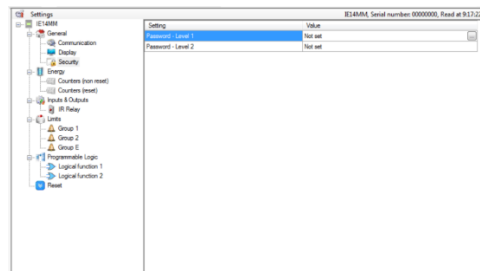 Settings
IE14MM, Serial number: 00000000, Read at 9:17:22
IE14MM
General
Communication
Display
Security
Energy
Counters (non reset)
Counters (reset)
Inputs & Outputs
IR Relay
Limits
Group 1
Group 2
Group E
Programmable Logic
Logical function 1
Logical function 2
Reset
Setting Value
Password - Level 1 Not set ...
Password - Level 2 Not set